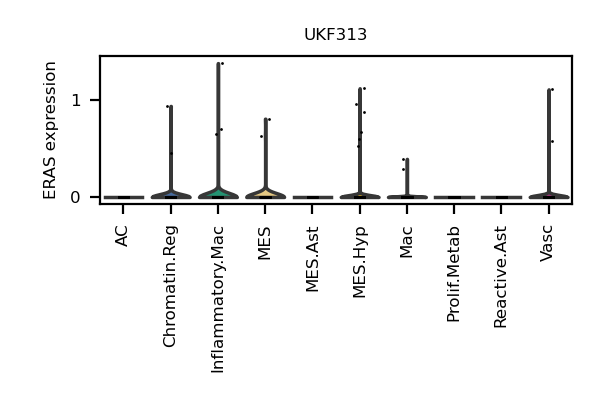 UKF313
ERAS expression
1
0
AC
Chromatin.Reg
Inflammatory.Mac
MES
MES.Ast
MES.Hyp
Mac
Prolif.Metab
Reactive.Ast
Vasc